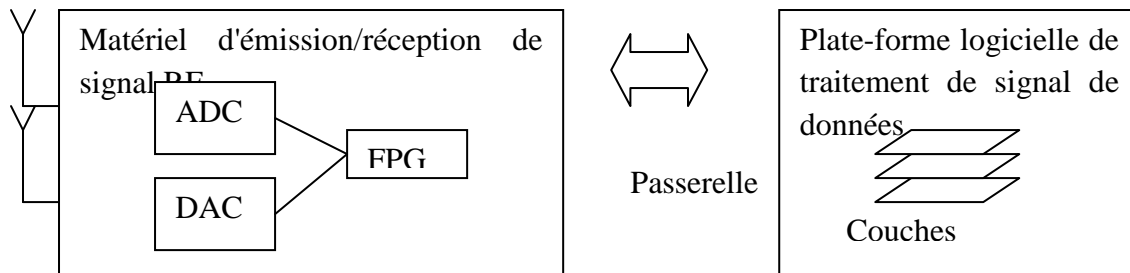 Matériel d'émission/réception de
signal RF
ADC
FPG
DAC
Passerelle
Plate-forme logicielle de
traitement de signal de
données
Couches